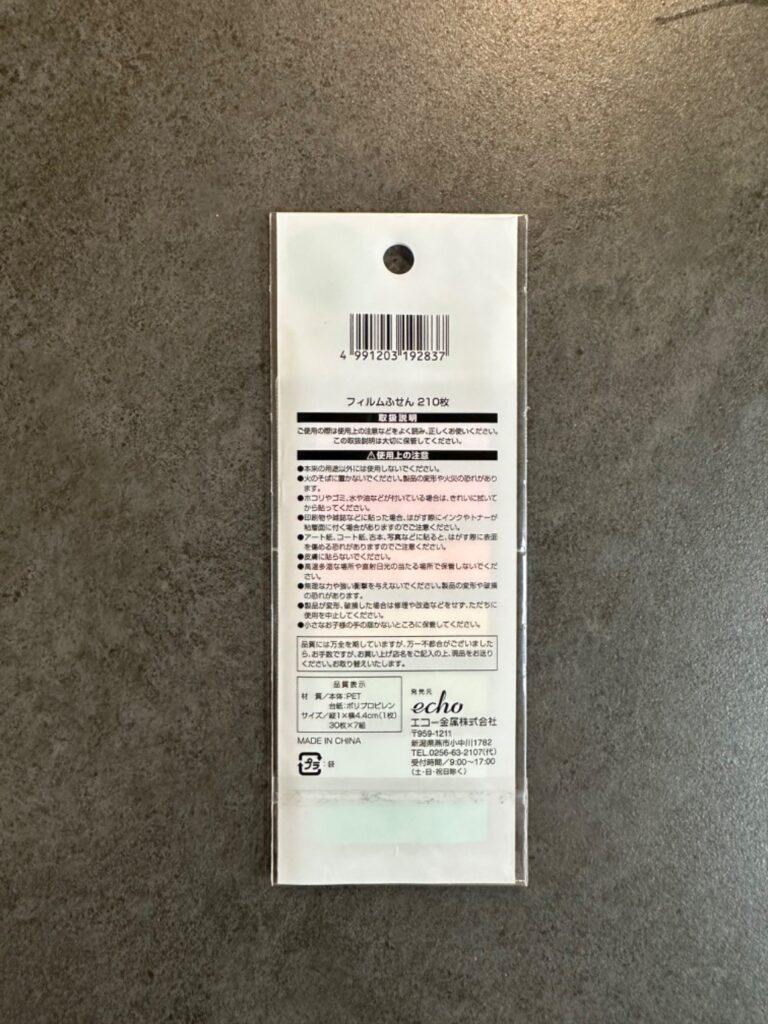 4 991203 192837
フィルムふせん 210枚
取扱説明
ご使用の際は使用上の注意などをよく読み、正しくお使いください。
この取扱説明は大切に保管してください。
⚠使用上の注意
●本来の用途以外には使用しないでください。
●火のそばに置かないでください。製品の変形や火災の恐れがあり
ます。
●ホコリやゴミ、水や油などが付いている場合は、きれいに拭いて
から貼ってください。
●印刷物や雑誌などに貼った場合、はがす際にインクやトナーが
粘着面に付く場合がありますのでご注意ください。
●アート紙、コート紙、古本、写真などに貼ると、はがす際に表面
を傷める恐れがありますのでご注意ください。
●皮膚に貼らないでください。
●高温多湿な場所や直射日光の当たる場所で保管しないでくだ
さい。
●無理な力や強い衝撃を与えないでください。製品の変形や破損
の恐れがあります。
●製品が変形、破損した場合は修理や改造などをせず、ただちに
使用を中止してください。
●小さなお子様の手の届かないところに保管してください。
品質には万全を期していますが、万一不都合がございました
ら、お手数ですが、お買い上げ店名をご記入の上、現品をお送り
ください。お取り替えいたします。
品質表示
材 質/本体:PET
台紙:ポリプロピレン
サイズ/縦1×横4.4cm(1枚)
30枚×7組
MADE IN CHINA
プラ:袋
発売元
echo
エコー金属株式会社
〒959-1211
新潟県燕市小中川1782
TEL.0256-63-2107(代)
受付時間/9:00〜17:00
(土・日・祝日除く)